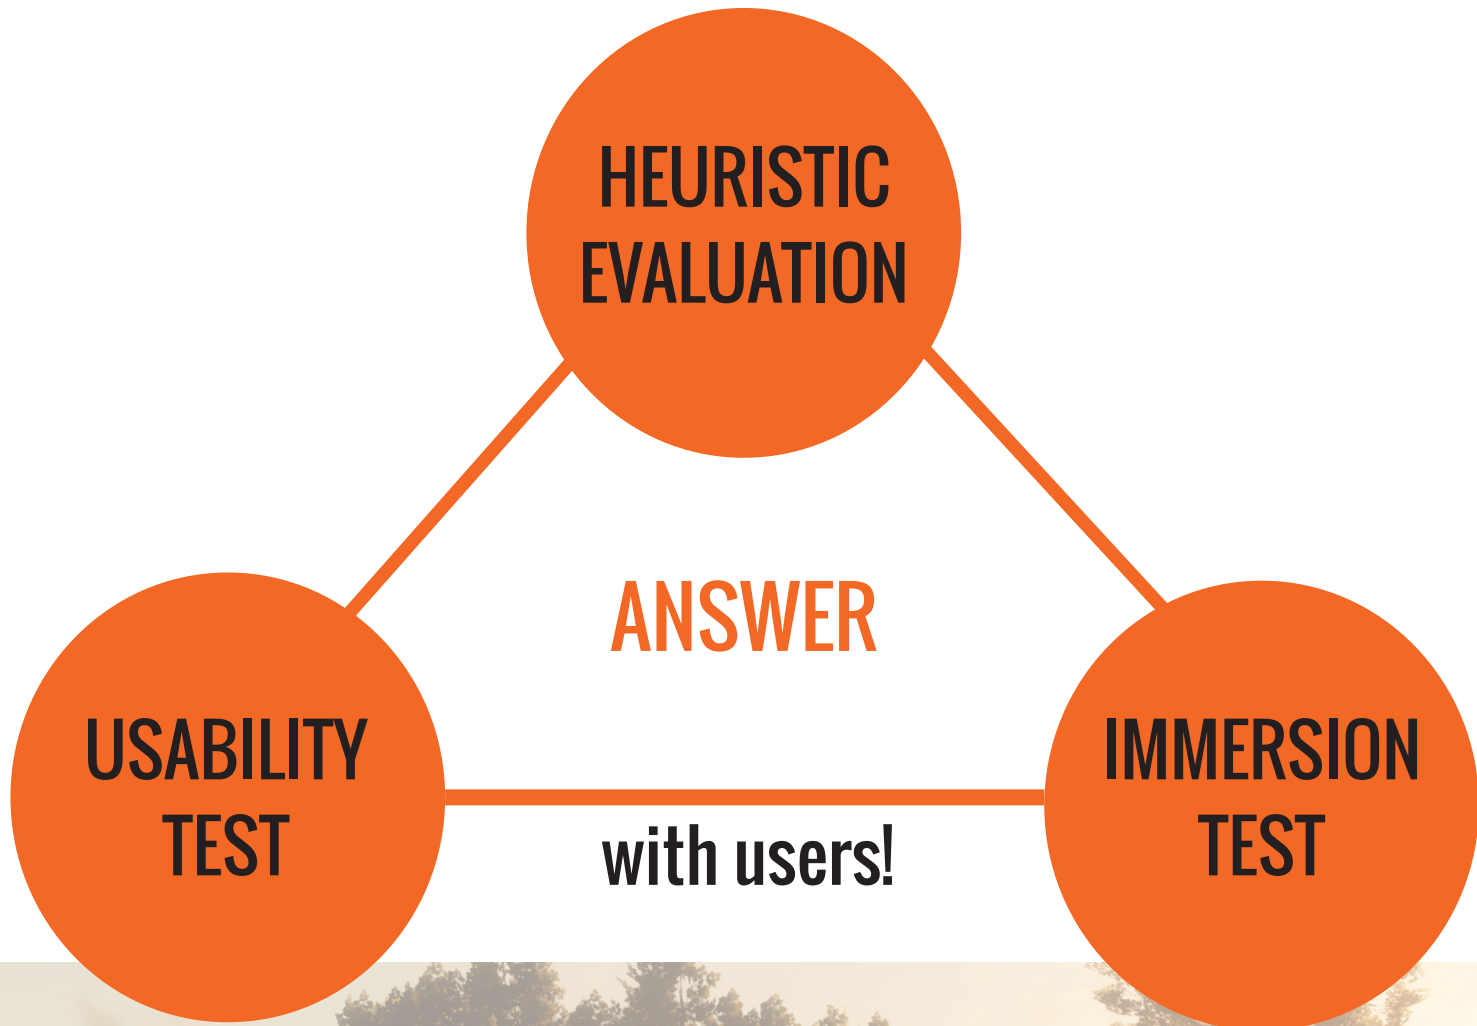 HEURISTIC
EVALUATION
ANSWER
USABILITY
TEST
IMMERSION
TEST
with users!